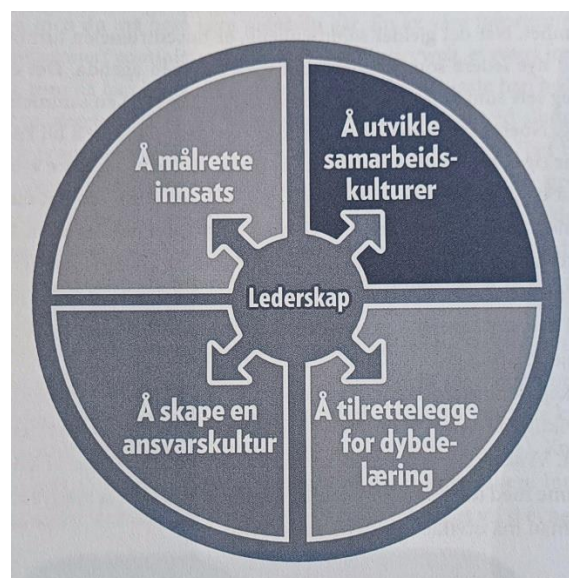 Å målrette
innsats
Å utvikle
samarbeids-
kulturer
Lederskap
Å skape en
ansvarskultur
Å tilrettelegge
for dybde-
læring